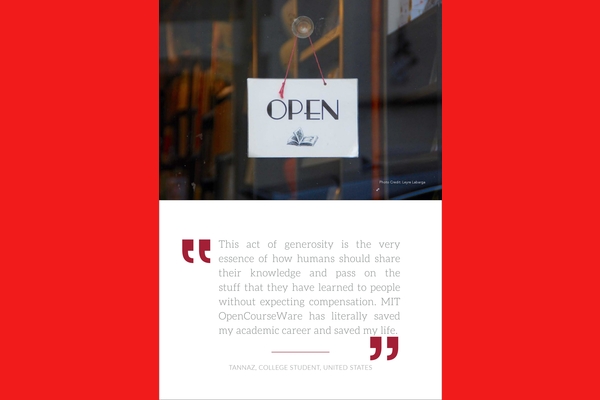 OPEN
Photo Credit: Leyre Labarga
This act of generosity is the very
essence of how humans should share
their knowledge and pass on the
stuff that they have learned to people
without expecting compensation. MIT
OpenCourseWare has literally saved
my academic career and saved my life.
TANNAZ, COLLEGE STUDENT, UNITED STATES